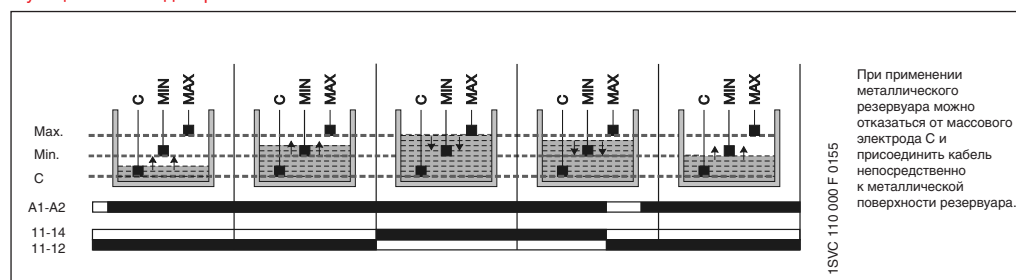 C MIN MAX C MIN MAX C MIN MAX C MIN MAX C MIN MAX
Max.
Min.
C
A1-A2
11-14
11-12
1SVC 110 000 F 0155
При применении
металлического
резервуара можно
отказаться от массового
электрода С и
присоединить кабель
непосредственно
к металлической
поверхности резервуара.